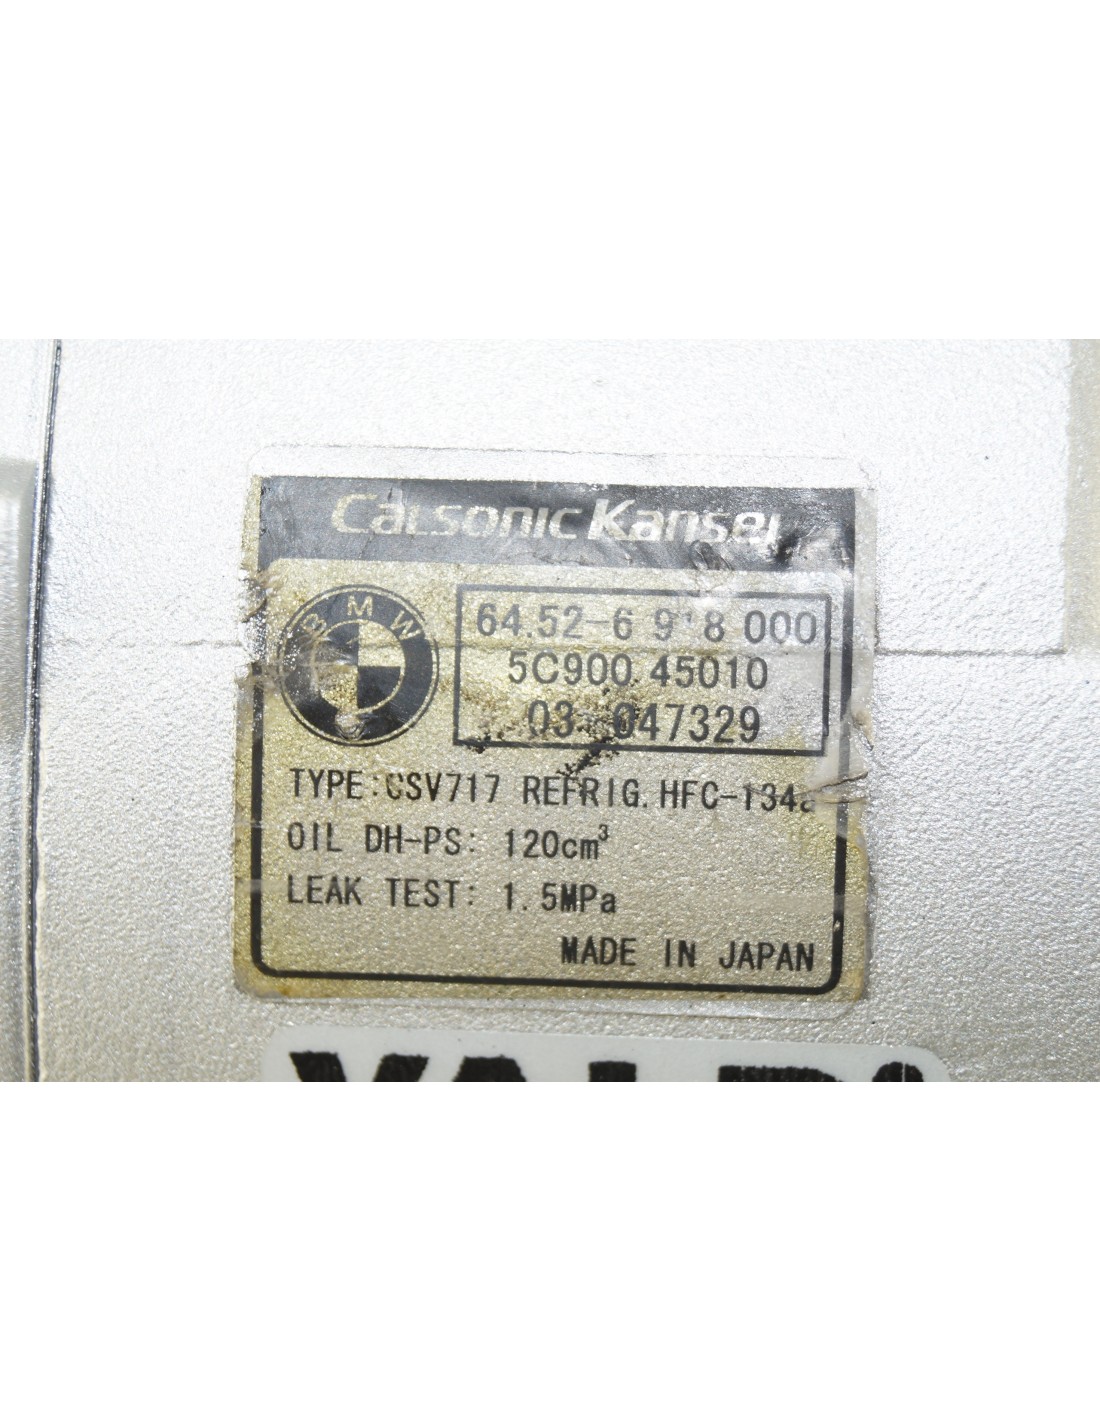 Calsonic Kansei
BMW
64.52-6 9 8 000
5C900 45010
03 047329
TYPE:CSV717 REFRIG.HFC-134a
OIL DH-PS: 120cm³
LEAK TEST: 1.5MPa
MADE IN JAPAN